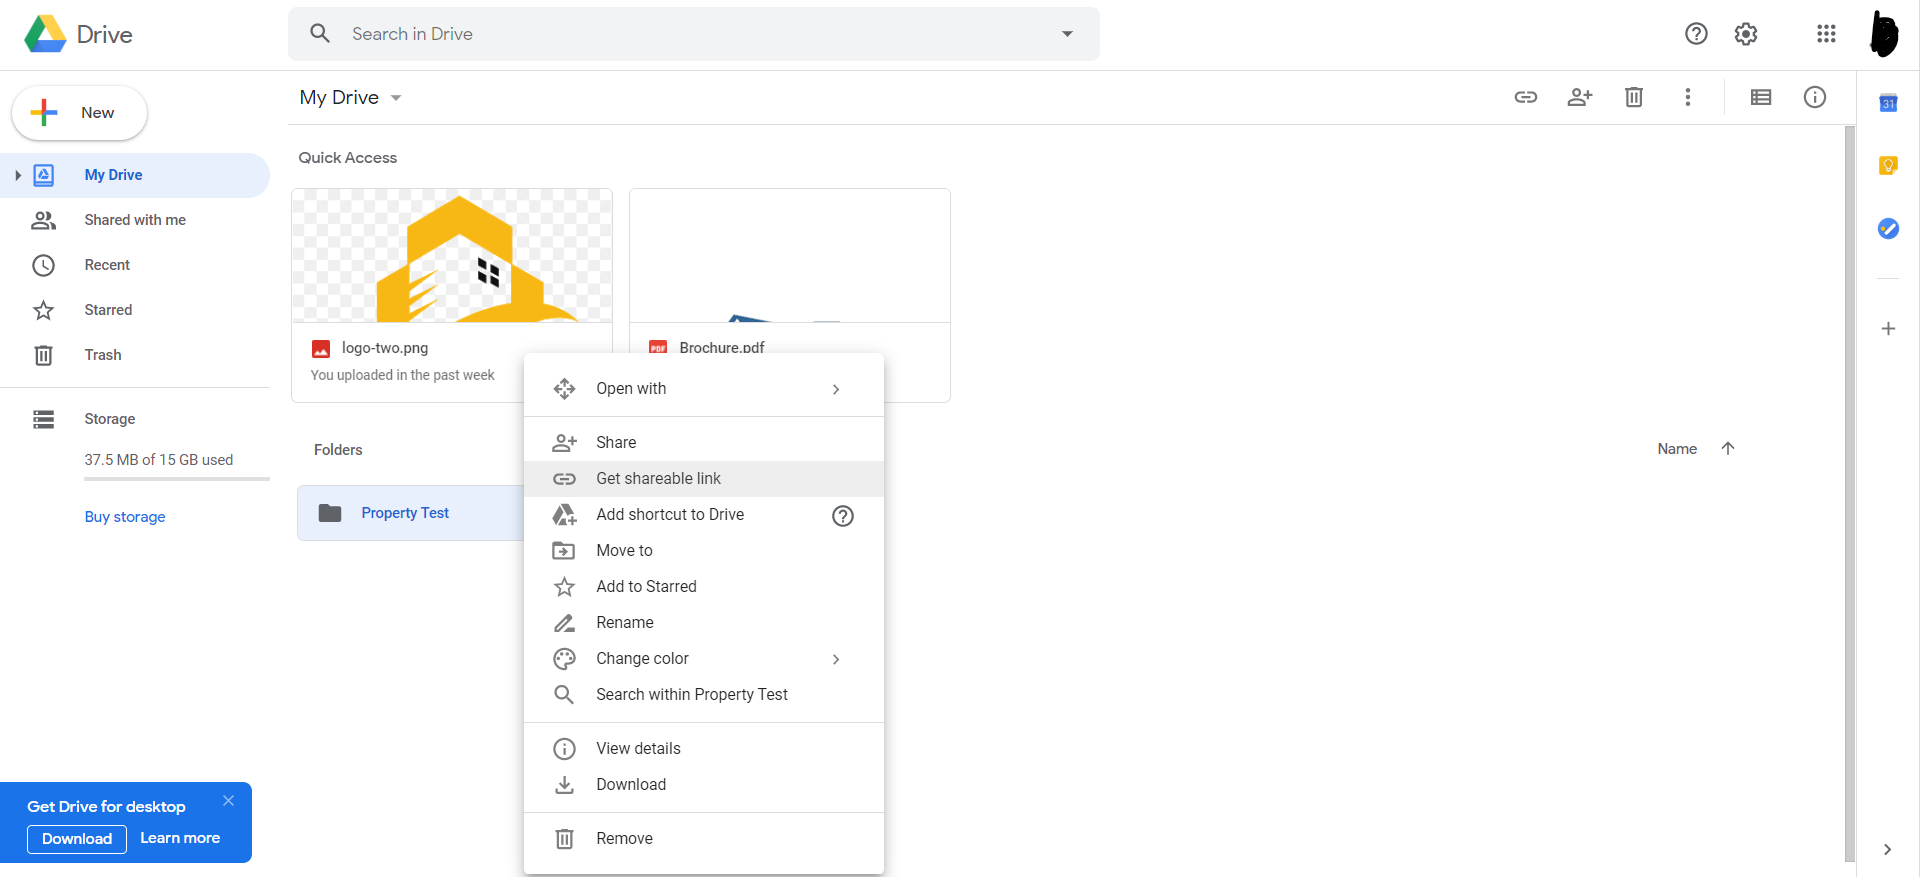 Drive
Search in Drive
New
My Drive
Shared with me
Recent
Starred
Trash
Storage
37.5 MB of 15 GB used
Buy storage
Get Drive for desktop
Download
Learn more
My Drive
Quick Access
logo-two.png
You uploaded in the past week
PDF
Brochure.pdf
Folders
Name
Property Test
Open with
Share
Get shareable link
Add shortcut to Drive
Move to
Add to Starred
Rename
Change color
Search within Property Test
View details
Download
Remove
31